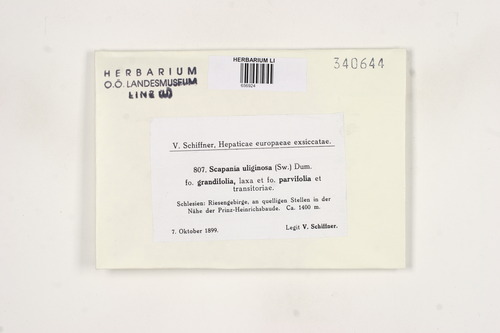 HERBARIUM
O.Ö. LANDESMUSEUM
LINZ
HERBARIUM LI
340644
V. Schiffner, Hepaticae europaeae exsiccatae.
807. Scapania uliginosa (Sw.) Dum.
fo. grandifolia, laxa et fo. parvifolia et
transitoriae.
Schlesien: Riesengebirge, an quelligen Stellen in der
Nähe der Prinz-Heinrichsbaude. Ca. 1400 m.
7. Oktober 1899.
Legit V. Schiffner.